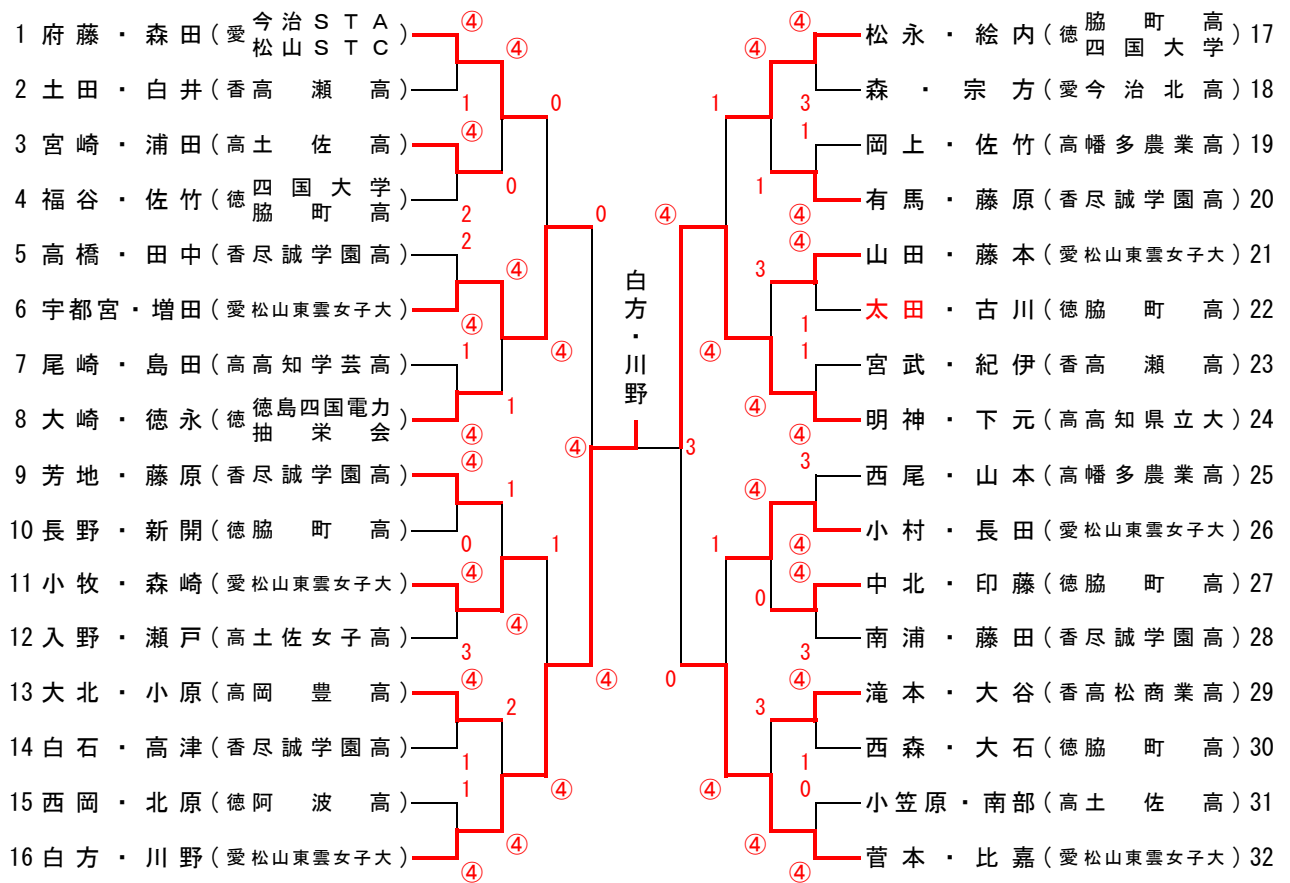 1 府藤・森田(愛 今治STA 松山STC)
④
④
2 土田・白井(香 高瀬高)
1
0
3 宮崎・浦田(高 土佐高)
④
4 福谷・佐竹(徳 四国大学 脇町高)
0
2
0
5 高橋・田中(香 尽誠学園高)
2
④
6 宇都宮・増田(愛 松山東雲女子大)
④
④
7 尾崎・島田(高 高知学芸高)
1
8 大崎・徳永(徳 徳島四国電力 抽栄会)
1
④
④
9 芳地・藤原(香 尽誠学園高)
④
1
10 長野・新開(徳 脇町高)
0
1
11 小牧・森崎(愛 松山東雲女子大)
④
12 入野・瀬戸(高 土佐女子高)
④
3
④
13 大北・小原(高 岡豊高)
④
2
14 白石・高津(香 尽誠学園高)
1
④
15 西岡・北原(徳 阿波高)
1
16 白方・川野(愛 松山東雲女子大)
④
④
白方・川野
松永・絵内(徳 脇町高 四国大学)17
④
④
森・宗方(愛 今治北高)18
3
1
岡上・佐竹(高 幡多農業高)19
1
有馬・藤原(香 尽誠学園高)20
1
④
④
山田・藤本(愛 松山東雲女子大)21
④
3
太田・古川(徳 脇町高)22
1
④
宮武・紀伊(香 高瀬高)23
1
明神・下元(高 高知県立大)24
④
④
3
西尾・山本(高 幡多農業高)25
3
④
小村・長田(愛 松山東雲女子大)26
④
1
中北・印藤(徳 脇町高)27
④
0
南浦・藤田(香 尽誠学園高)28
3
0
滝本・大谷(香 高松商業高)29
④
3
西森・大石(徳 脇町高)30
1
④
小笠原・南部(高 土佐高)31
0
菅本・比嘉(愛 松山東雲女子大)32
④
④